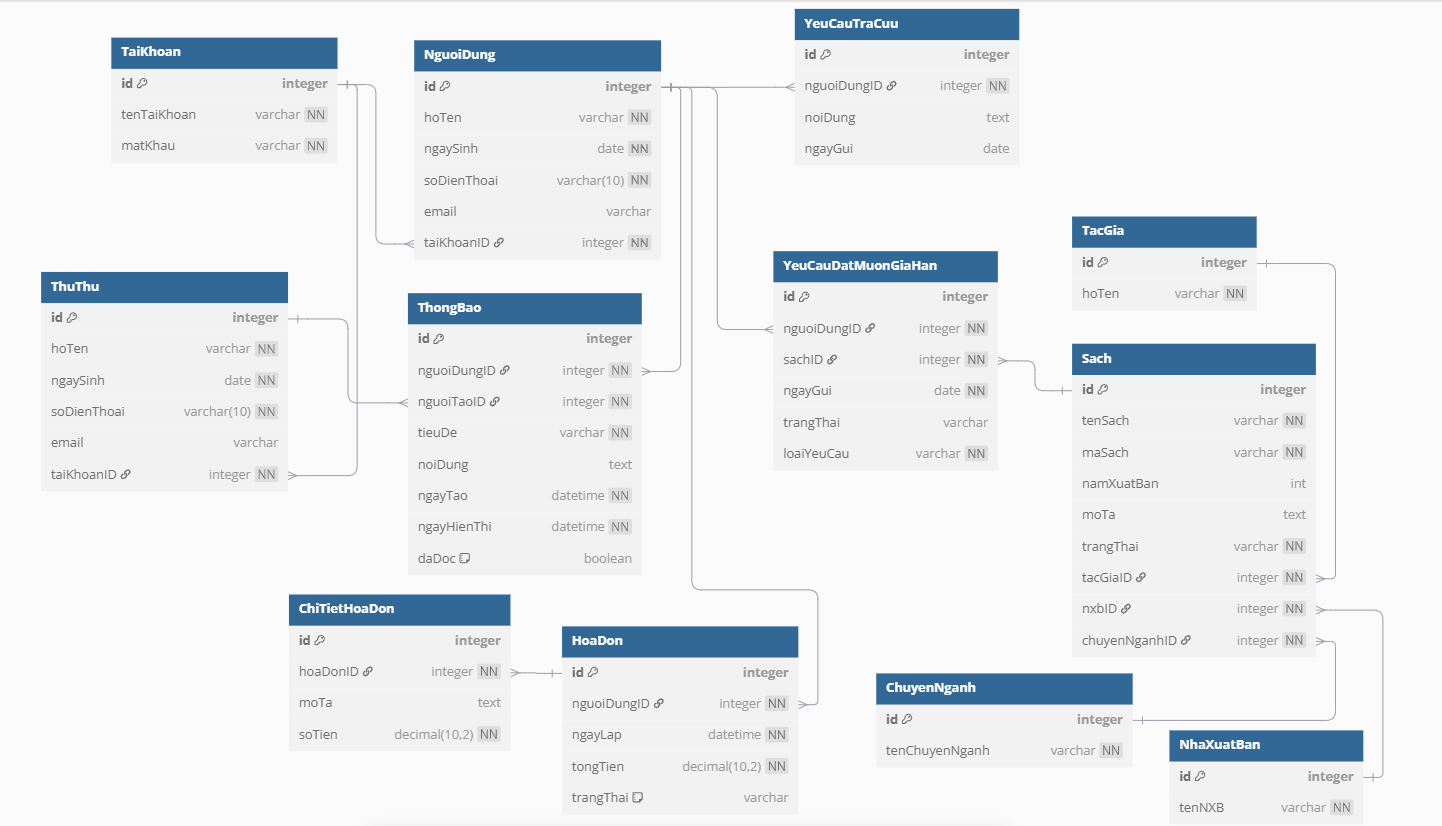 TaiKhoan
id integer
tenTaiKhoan varchar NN
matKhau varchar NN
NguoiDung
id integer
hoTen varchar NN
ngaySinh date NN
soDienThoai varchar(10) NN
email varchar
taiKhoanID integer NN
YeuCauTraCuu
id integer
nguoiDungID integer NN
noiDung text
ngayGui date
ThuThu
id integer
hoTen varchar NN
ngaySinh date NN
soDienThoai varchar(10) NN
email varchar
taiKhoanID integer NN
ThongBao
id integer
nguoiDungID integer NN
nguoiTaoID integer NN
tieuDe varchar NN
noiDung text
ngayTao datetime NN
ngayHienThi datetime NN
daDoc boolean
YeuCauDatMuonGiaHan
id integer
nguoiDungID integer NN
sachID integer NN
ngayGui date NN
trangThai varchar
loaiYeuCau varchar NN
TacGia
id integer
hoTen varchar NN
Sach
id integer
tenSach varchar NN
maSach varchar NN
namXuatBan int
moTa text
trangThai varchar NN
tacGiaID integer NN
nxbID integer NN
chuyenNganhID integer NN
ChiTietHoaDon
id integer
hoaDonID integer NN
moTa text
soTien decimal(10,2) NN
HoaDon
id integer
nguoiDungID integer NN
ngayLap datetime NN
tongTien decimal(10,2) NN
trangThai varchar
ChuyenNganh
id integer
tenChuyenNganh varchar NN
NhaXuatBan
id integer
tenNXB varchar NN